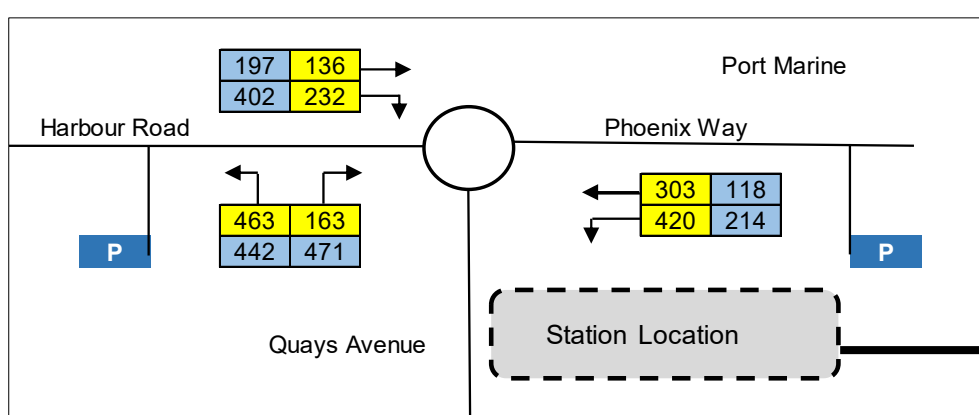 197 136
Port Marine
402 232
Harbour Road
Phoenix Way
303 118
463 163
420 214
442 471
P
P
Station Location
Quays Avenue